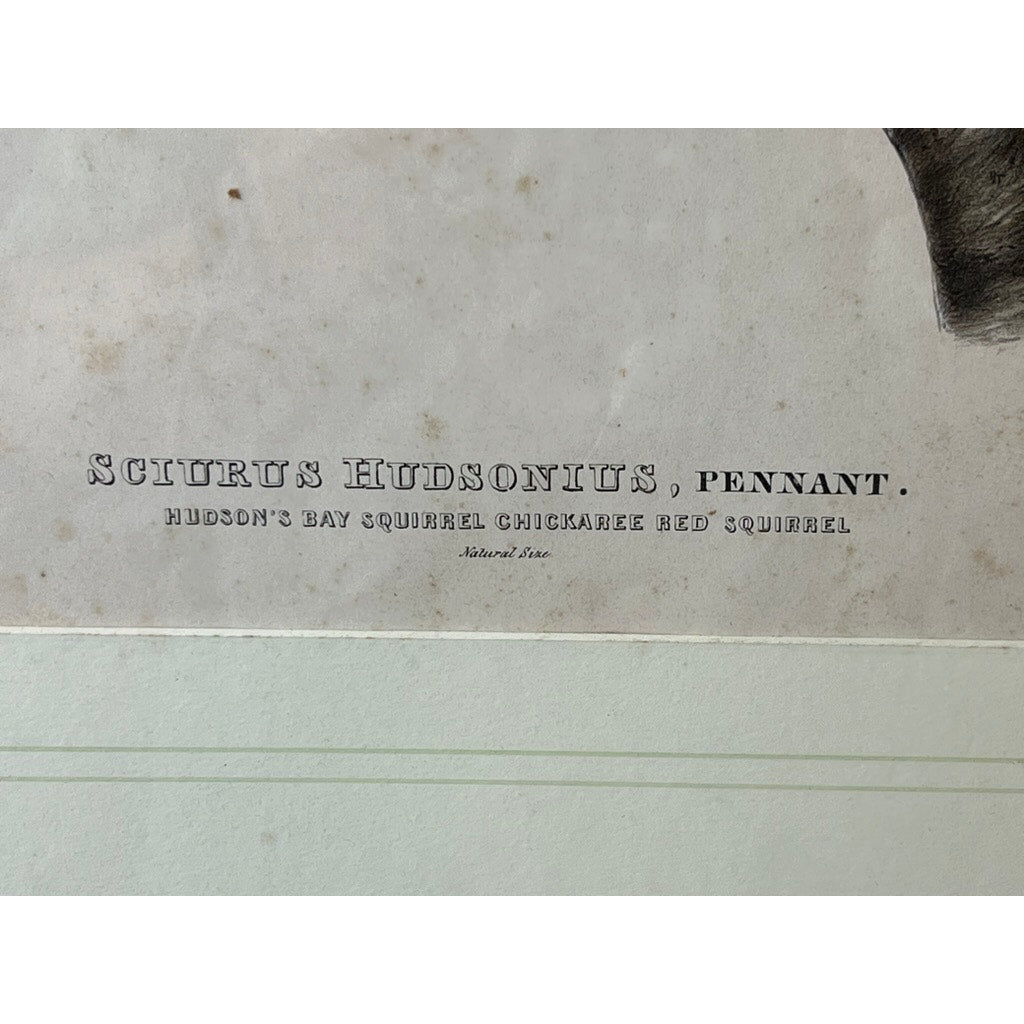 SCIURUS HUDSONIUS, PENNANT.
HUDSON'S BAY SQUIRREL CHICKAREE RED SQUIRREL
Natural Size.